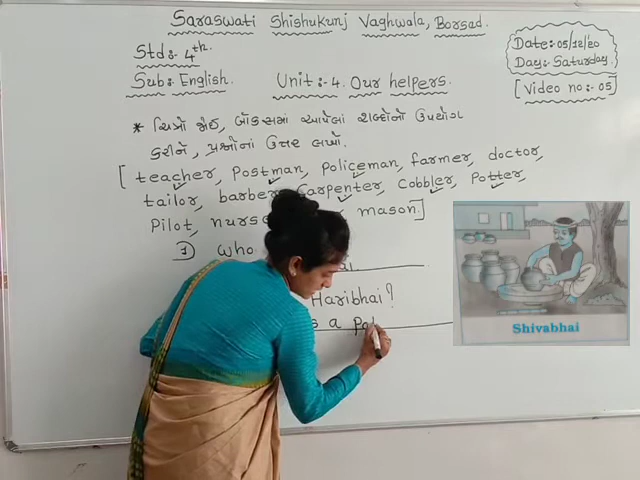 Saraswati Shishukunj Vaghwala, Borsad.
Std:- 4th.
Date:- 05/12/20
Day:- Saturday.
Sub:- English.
Unit:- 4. Our helpers.
[Video no:- 05]
* ચિત્રો જોઈ, બૉક્સમાં આપેલા શબ્દોનો ઉપયોગ
કરીને, પ્રશ્નોનાં ઉત્તર લખો.
[teacher, postman, policeman, farmer, doctor,
tailor, barber, carpenter, cobbler, potter,
Pilot, mason.]
Who
Haribhai?
a
Shivabhai